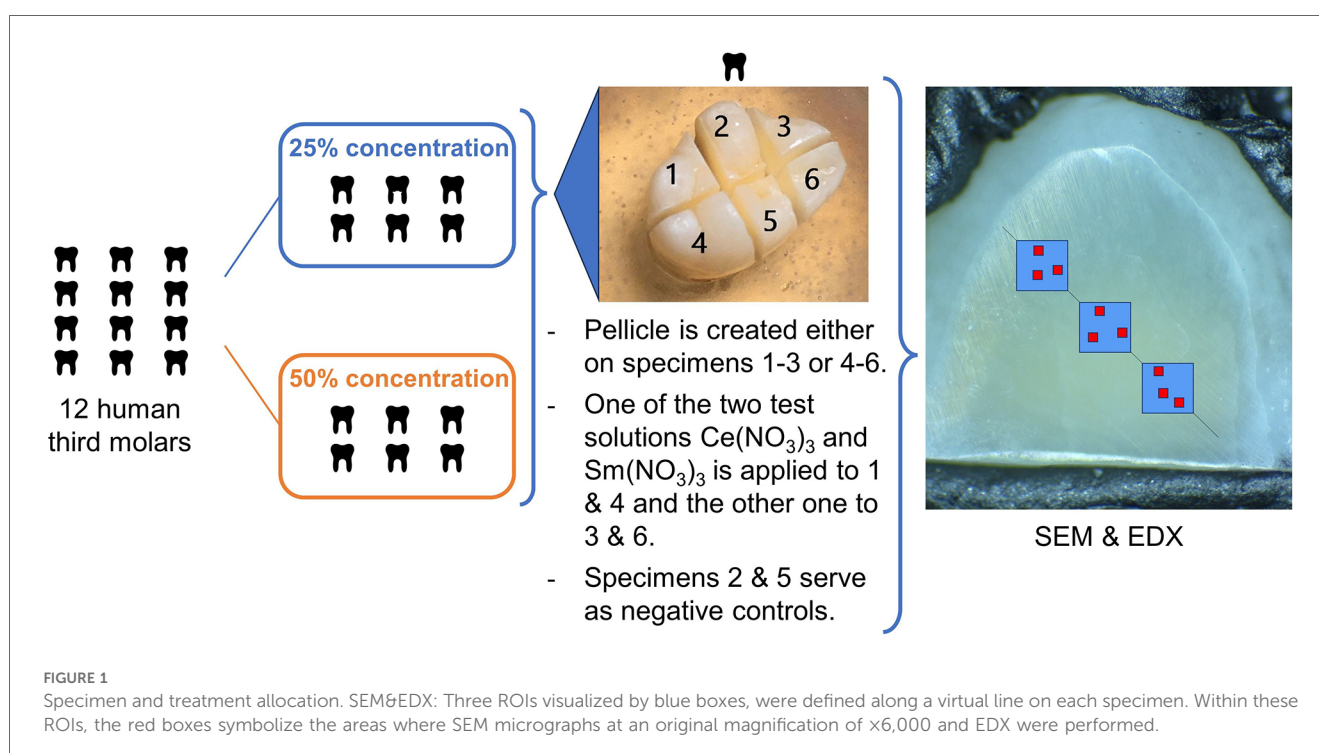 25% concentration
50% concentration
12 human
third molars
1
2
3
4
5
6
- Pellicle is created either
on specimens 1-3 or 4-6.
- One of the two test
solutions Ce(NO₃)₃ and
Sm(NO₃)₃ is applied to 1
& 4 and the other one to
3 & 6.
- Specimens 2 & 5 serve
as negative controls.
SEM & EDX
FIGURE 1
Specimen and treatment allocation. SEM&EDX: Three ROIs visualized by blue boxes, were defined along a virtual line on each specimen. Within these
ROIs, the red boxes symbolize the areas where SEM micrographs at an original magnification of ×6,000 and EDX were performed.